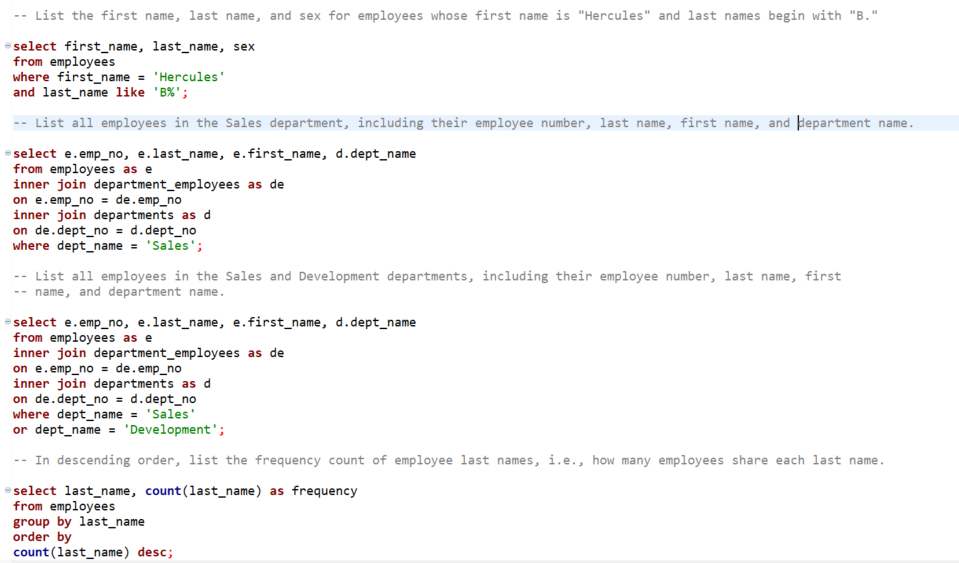 -- List the first name, last name, and sex for employees whose first name is "Hercules" and last names begin with "B."
select first_name, last_name, sex
from employees
where first_name = 'Hercules'
and last_name like 'B%';
-- List all employees in the Sales department, including their employee number, last name, first name, and department name.
select e.emp_no, e.last_name, e.first_name, d.dept_name
from employees as e
inner join department_employees as de
on e.emp_no = de.emp_no
inner join departments as d
on de.dept_no = d.dept_no
where dept_name = 'Sales';
-- List all employees in the Sales and Development departments, including their employee number, last name, first
-- name, and department name.
select e.emp_no, e.last_name, e.first_name, d.dept_name
from employees as e
inner join department_employees as de
on e.emp_no = de.emp_no
inner join departments as d
on de.dept_no = d.dept_no
where dept_name = 'Sales'
or dept_name = 'Development';
-- In descending order, list the frequency count of employee last names, i.e., how many employees share each last name.
select last_name, count(last_name) as frequency
from employees
group by last_name
order by
count(last_name) desc;